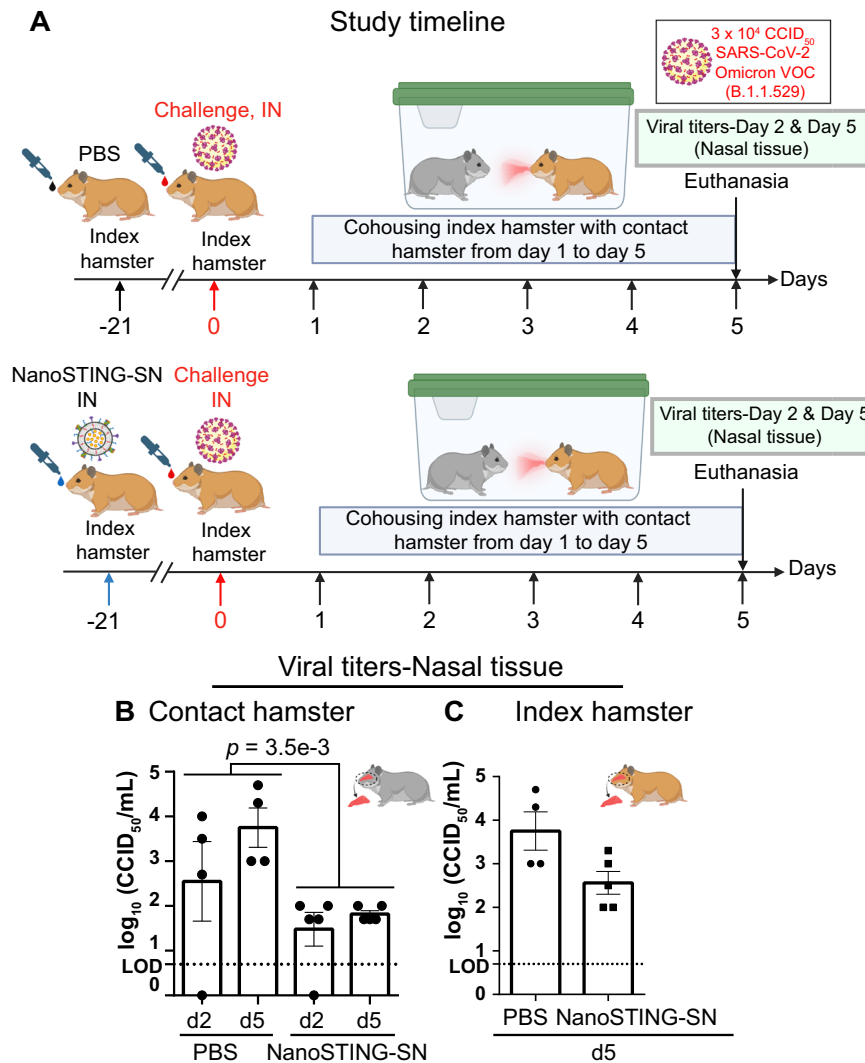 A
Study timeline
3 x 10⁴ CCID₅₀
SARS-CoV-2
Omicron VOC
(B.1.1.529)
Challenge, IN
PBS
Viral titers-Day 2 & Day 5
(Nasal tissue)
Euthanasia
Index
hamster
Index
hamster
Cohousing index hamster with contact
hamster from day 1 to day 5
Days
-21
0
1
2
3
4
5
NanoSTING-SN
IN
Challenge
IN
Viral titers-Day 2 & Day 5
(Nasal tissue)
Euthanasia
Index
hamster
Index
hamster
Cohousing index hamster with contact
hamster from day 1 to day 5
Days
-21
0
1
2
3
4
5
Viral titers-Nasal tissue
B Contact hamster
p = 3.5e-3
log₁₀ (CCID₅₀/mL)
5
4
3
2
1
LOD
0
d2
d5
d2
d5
PBS
NanoSTING-SN
C Index hamster
log₁₀ (CCID₅₀/mL)
5
4
3
2
1
LOD
0
PBS
NanoSTING-SN
d5